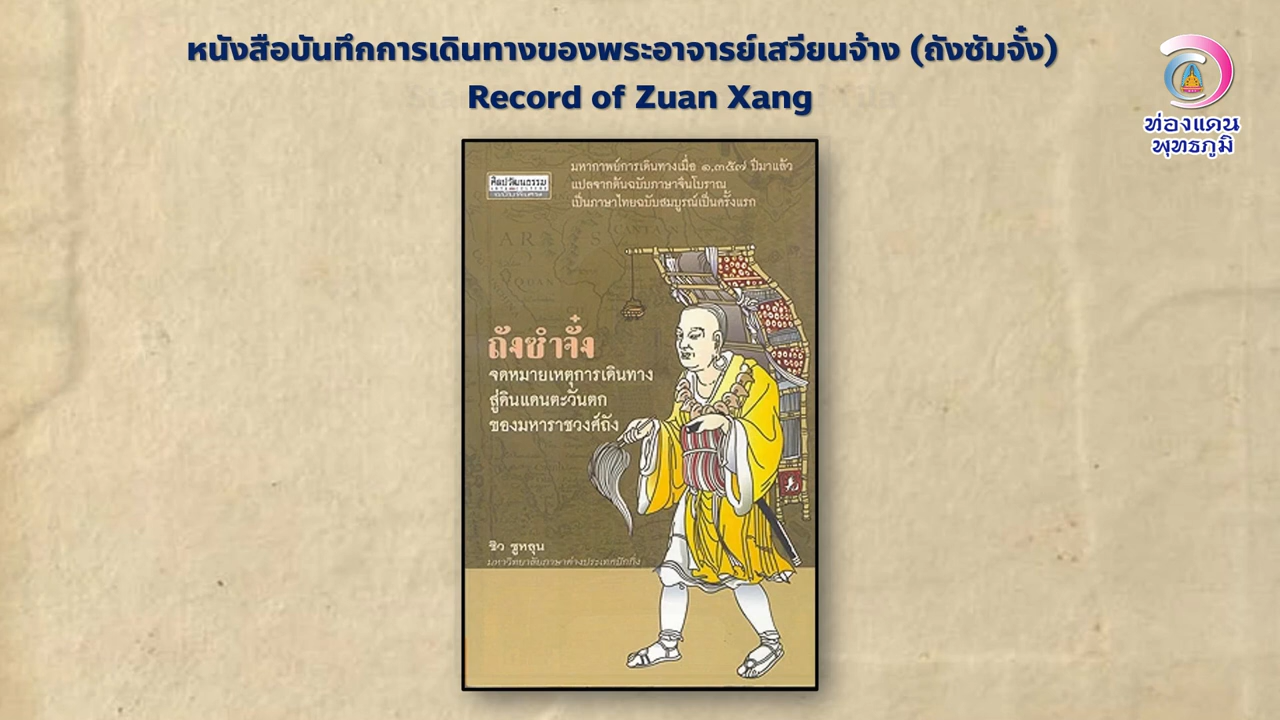 หนังสือบันทึกการเดินทางของพระอาจารย์เสวียนจ้าง (ถังซัมจั๋ง)
Record of Zuan Xang
ท่องแดน
พุทธภูมิ
มหากาพย์การเดินทางเมื่อ ๑,๓๕๗ ปีมาแล้ว
แปลจากต้นฉบับภาษาจีนโบราณ
เป็นภาษาไทยฉบับสมบูรณ์เป็นครั้งแรก
ศิลปวัฒนธรรม
ฉบับพิเศษ
ถังซำจั๋ง
จดหมายเหตุการเดินทาง
สู่ดินแดนตะวันตก
ของมหาราชวงศ์ถัง
ชิว ซูหลุน
มหาวิทยาลัยภาษาต่างประเทศปักกิ่ง